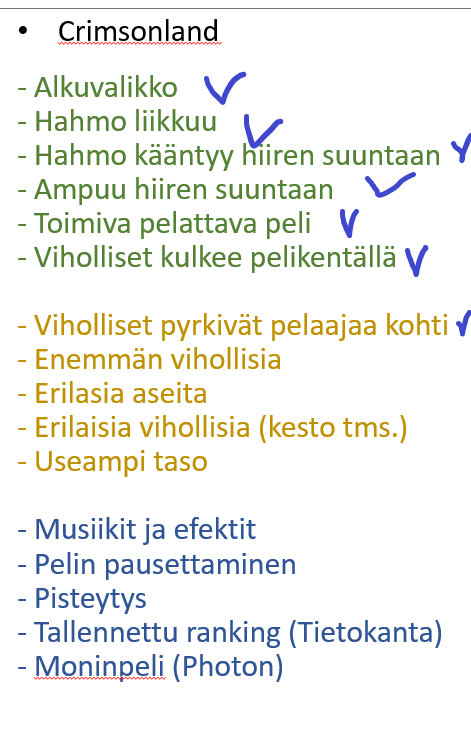 • Crimsonland
- Alkuvalikko
- Hahmo liikkuu
- Hahmo kääntyy hiiren suuntaan
- Ampuu hiiren suuntaan
- Toimiva pelattava peli
- Viholliset kulkee pelikentällä
- Viholliset pyrkivät pelaajaa kohti
- Enemmän vihollisia
- Erilasia aseita
- Erilaisia vihollisia (kesto tms.)
- Useampi taso
- Musiikit ja efektit
- Pelin pausettaminen
- Pisteytys
- Tallennettu ranking (Tietokanta)
- Moninpeli (Photon)